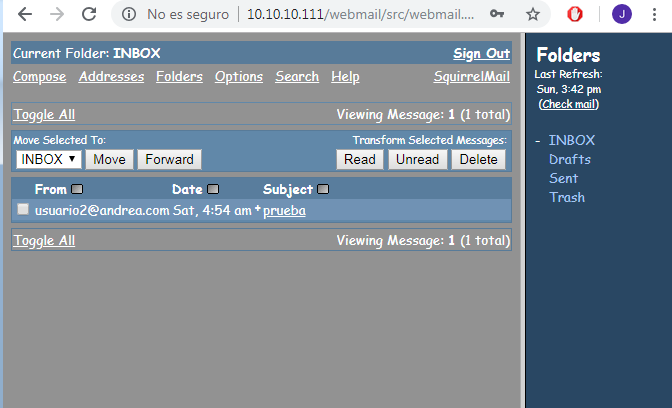 No es seguro | 10.10.10.111/webmail/src/webmail....
J
Current Folder: INBOX Sign Out
Compose Addresses Folders Options Search Help SquirrelMail
Toggle All Viewing Message: 1 (1 total)
Move Selected To: Transform Selected Messages:
INBOX Move Forward Read Unread Delete
From Date Subject
usuario2@andrea.com Sat, 4:54 am + prueba
Toggle All Viewing Message: 1 (1 total)
Folders
Last Refresh:
Sun, 3:42 pm
(Check mail)
- INBOX
Drafts
Sent
Trash